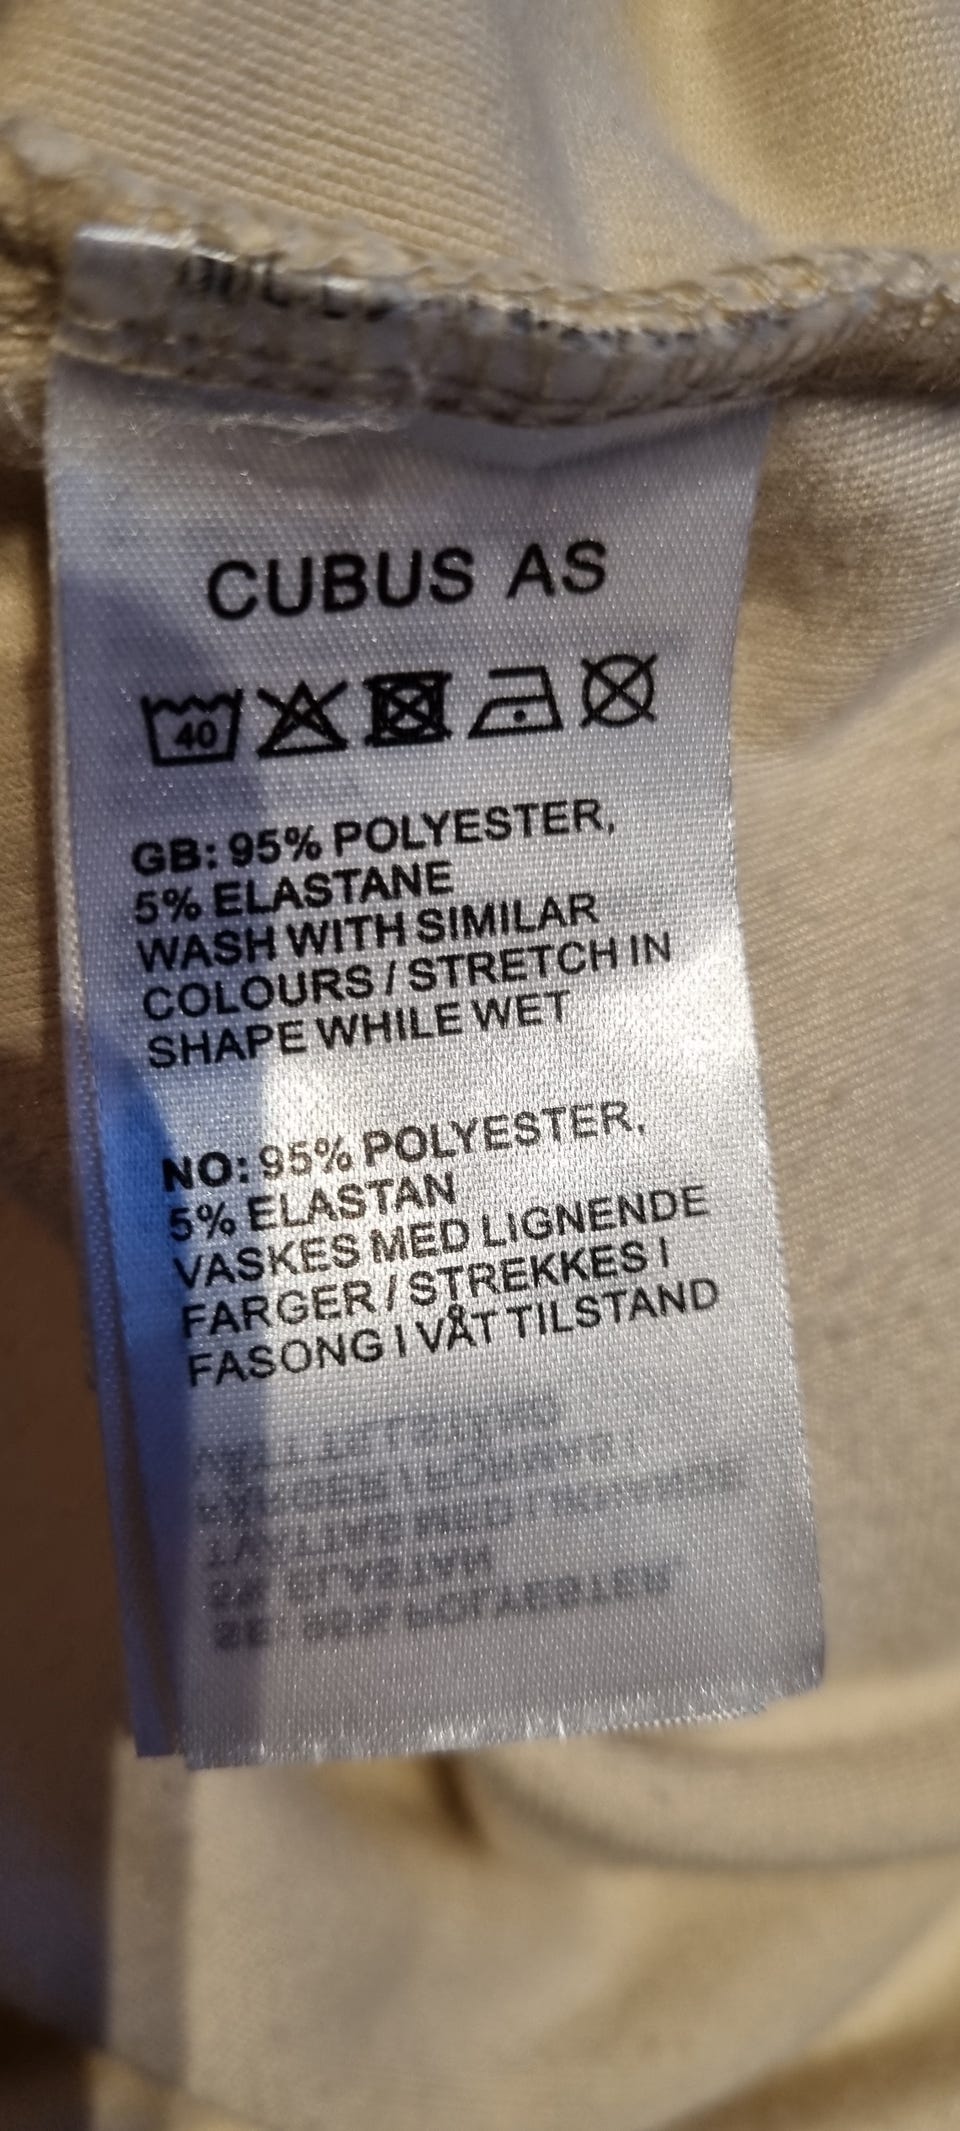 CUBUS AS
40
GB: 95% POLYESTER,
5% ELASTANE
WASH WITH SIMILAR
COLOURS / STRETCH IN
SHAPE WHILE WET
NO: 95% POLYESTER,
5% ELASTAN
VASKES MED LIGNENDE
FARGER / STREKKES I
FASONG I VÅT TILSTAND